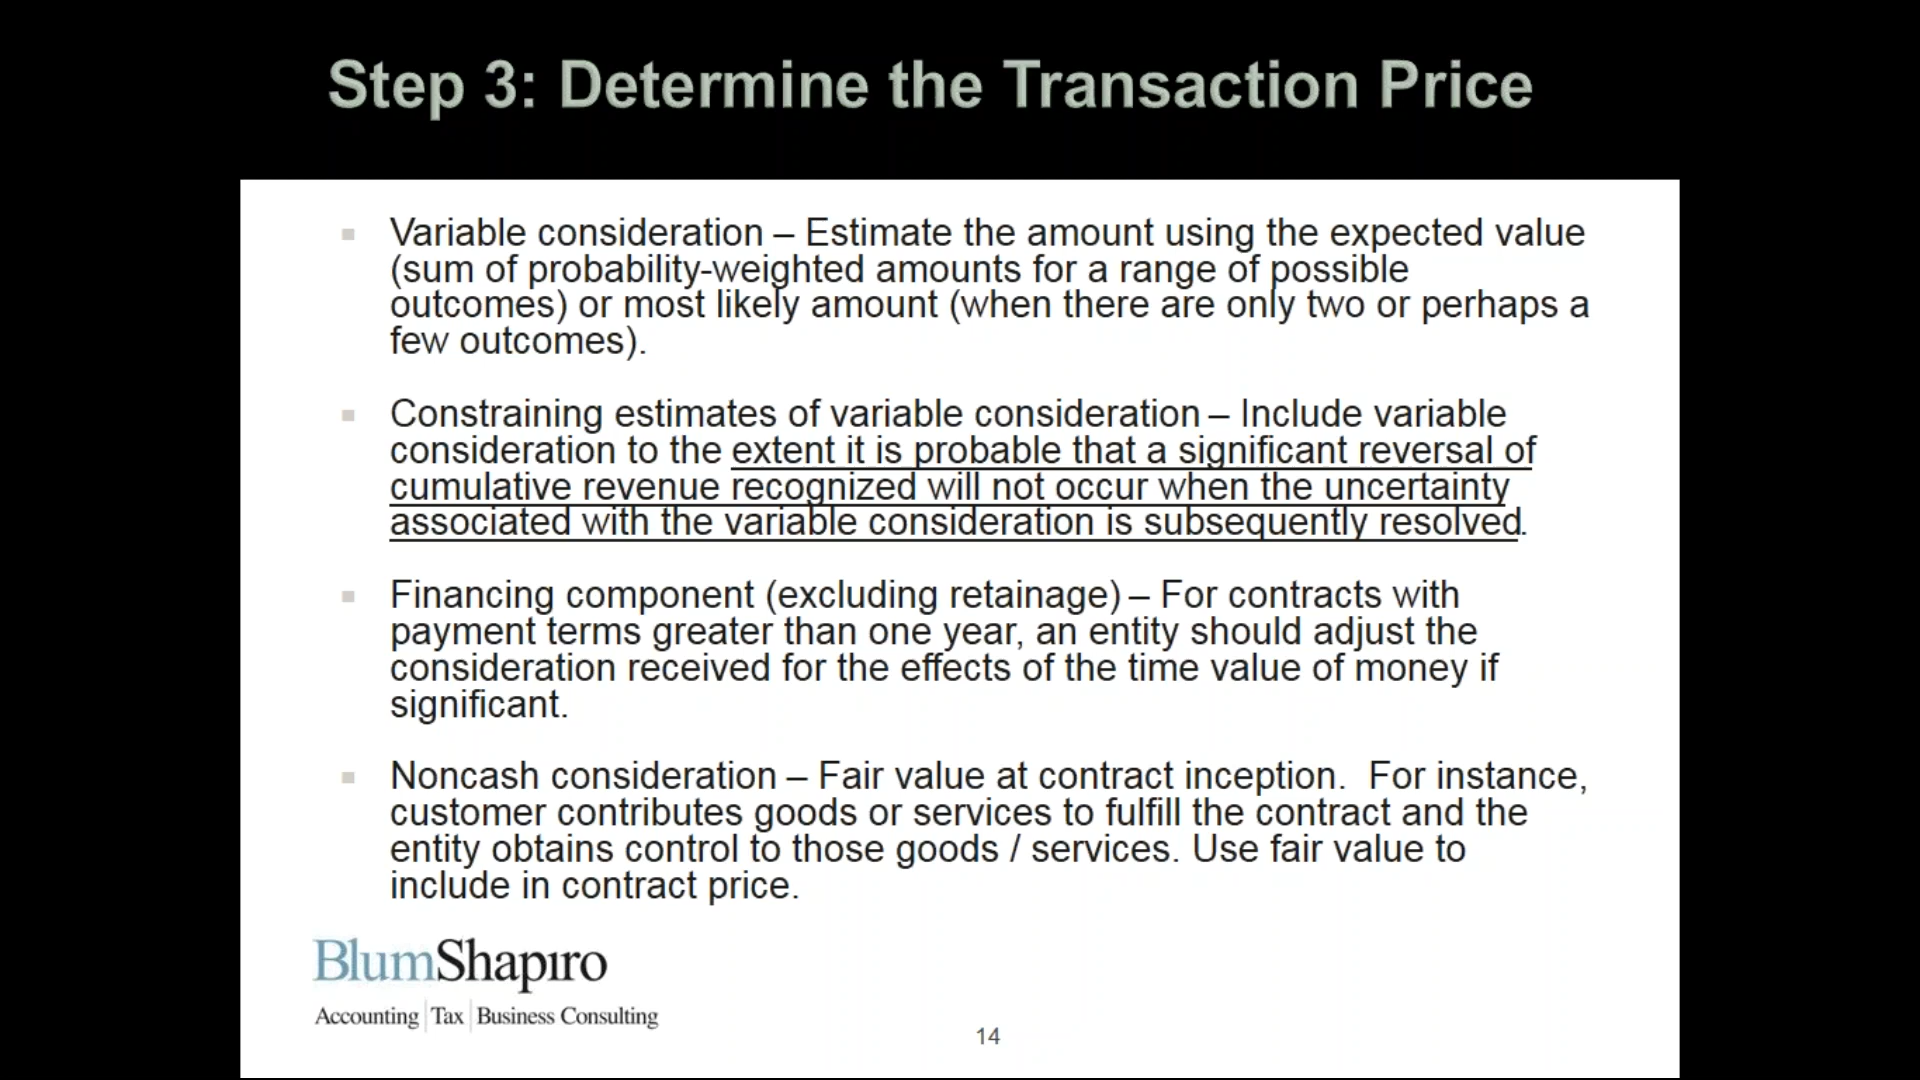 Step 3: Determine the Transaction Price
Variable consideration – Estimate the amount using the expected value
(sum of probability-weighted amounts for a range of possible
outcomes) or most likely amount (when there are only two or perhaps a
few outcomes).
Constraining estimates of variable consideration – Include variable
consideration to the extent it is probable that a significant reversal of
cumulative revenue recognized will not occur when the uncertainty
associated with the variable consideration is subsequently resolved.
Financing component (excluding retainage) – For contracts with
payment terms greater than one year, an entity should adjust the
consideration received for the effects of the time value of money if
significant.
Noncash consideration – Fair value at contract inception.  For instance,
customer contributes goods or services to fulfill the contract and the
entity obtains control to those goods / services. Use fair value to
include in contract price.
BlumShapiro
Accounting | Tax | Business Consulting
14